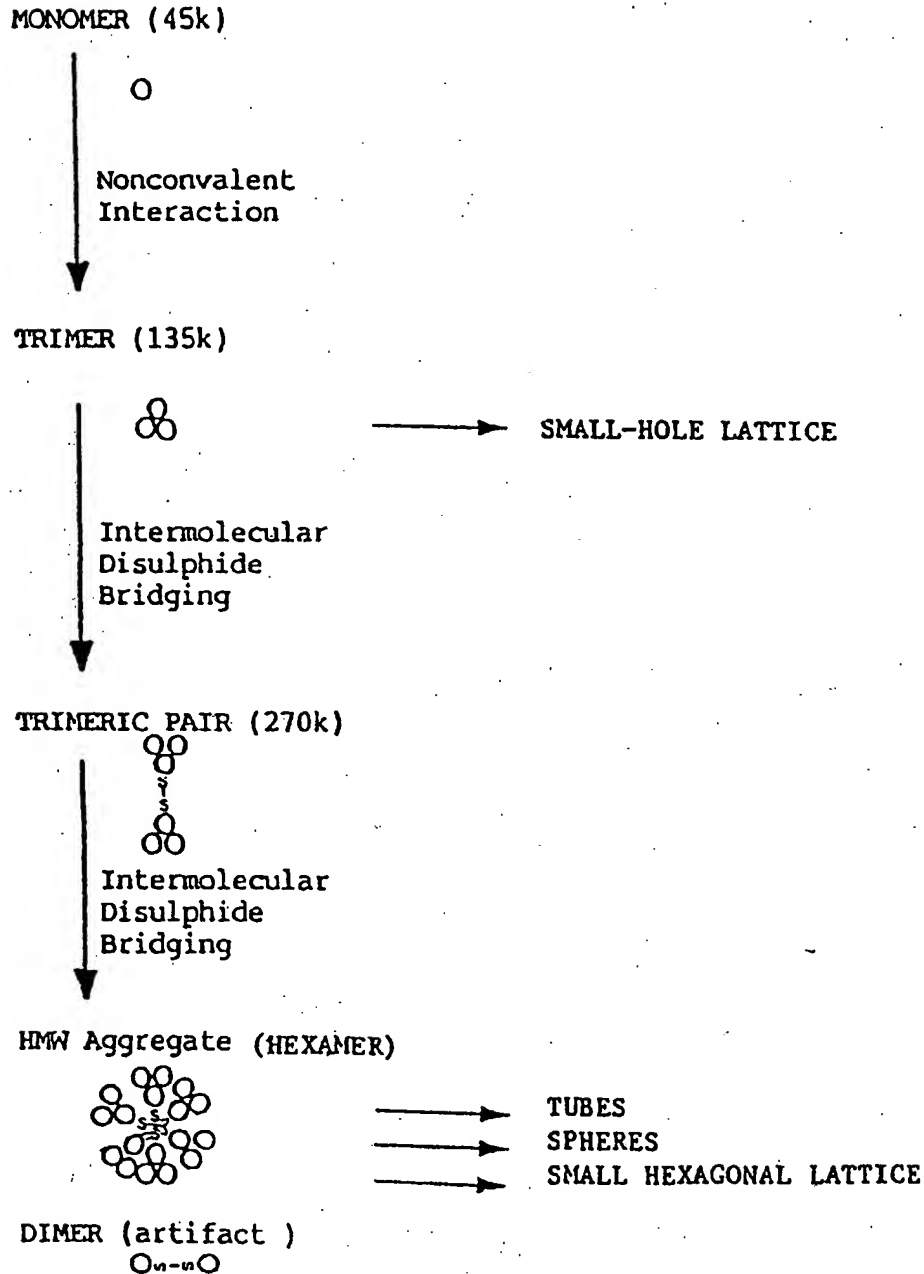 MONOMER (45k)
Nonconvalent
Interaction
TRIMER (135k)
SMALL-HOLE LATTICE
Intermolecular
Disulphide
Bridging
TRIMERIC PAIR (270k)
S
S
Intermolecular
Disulphide
Bridging
HMW Aggregate (HEXAMER)
TUBES
SPHERES
SMALL HEXAGONAL LATTICE
DIMER (artifact )
S-S